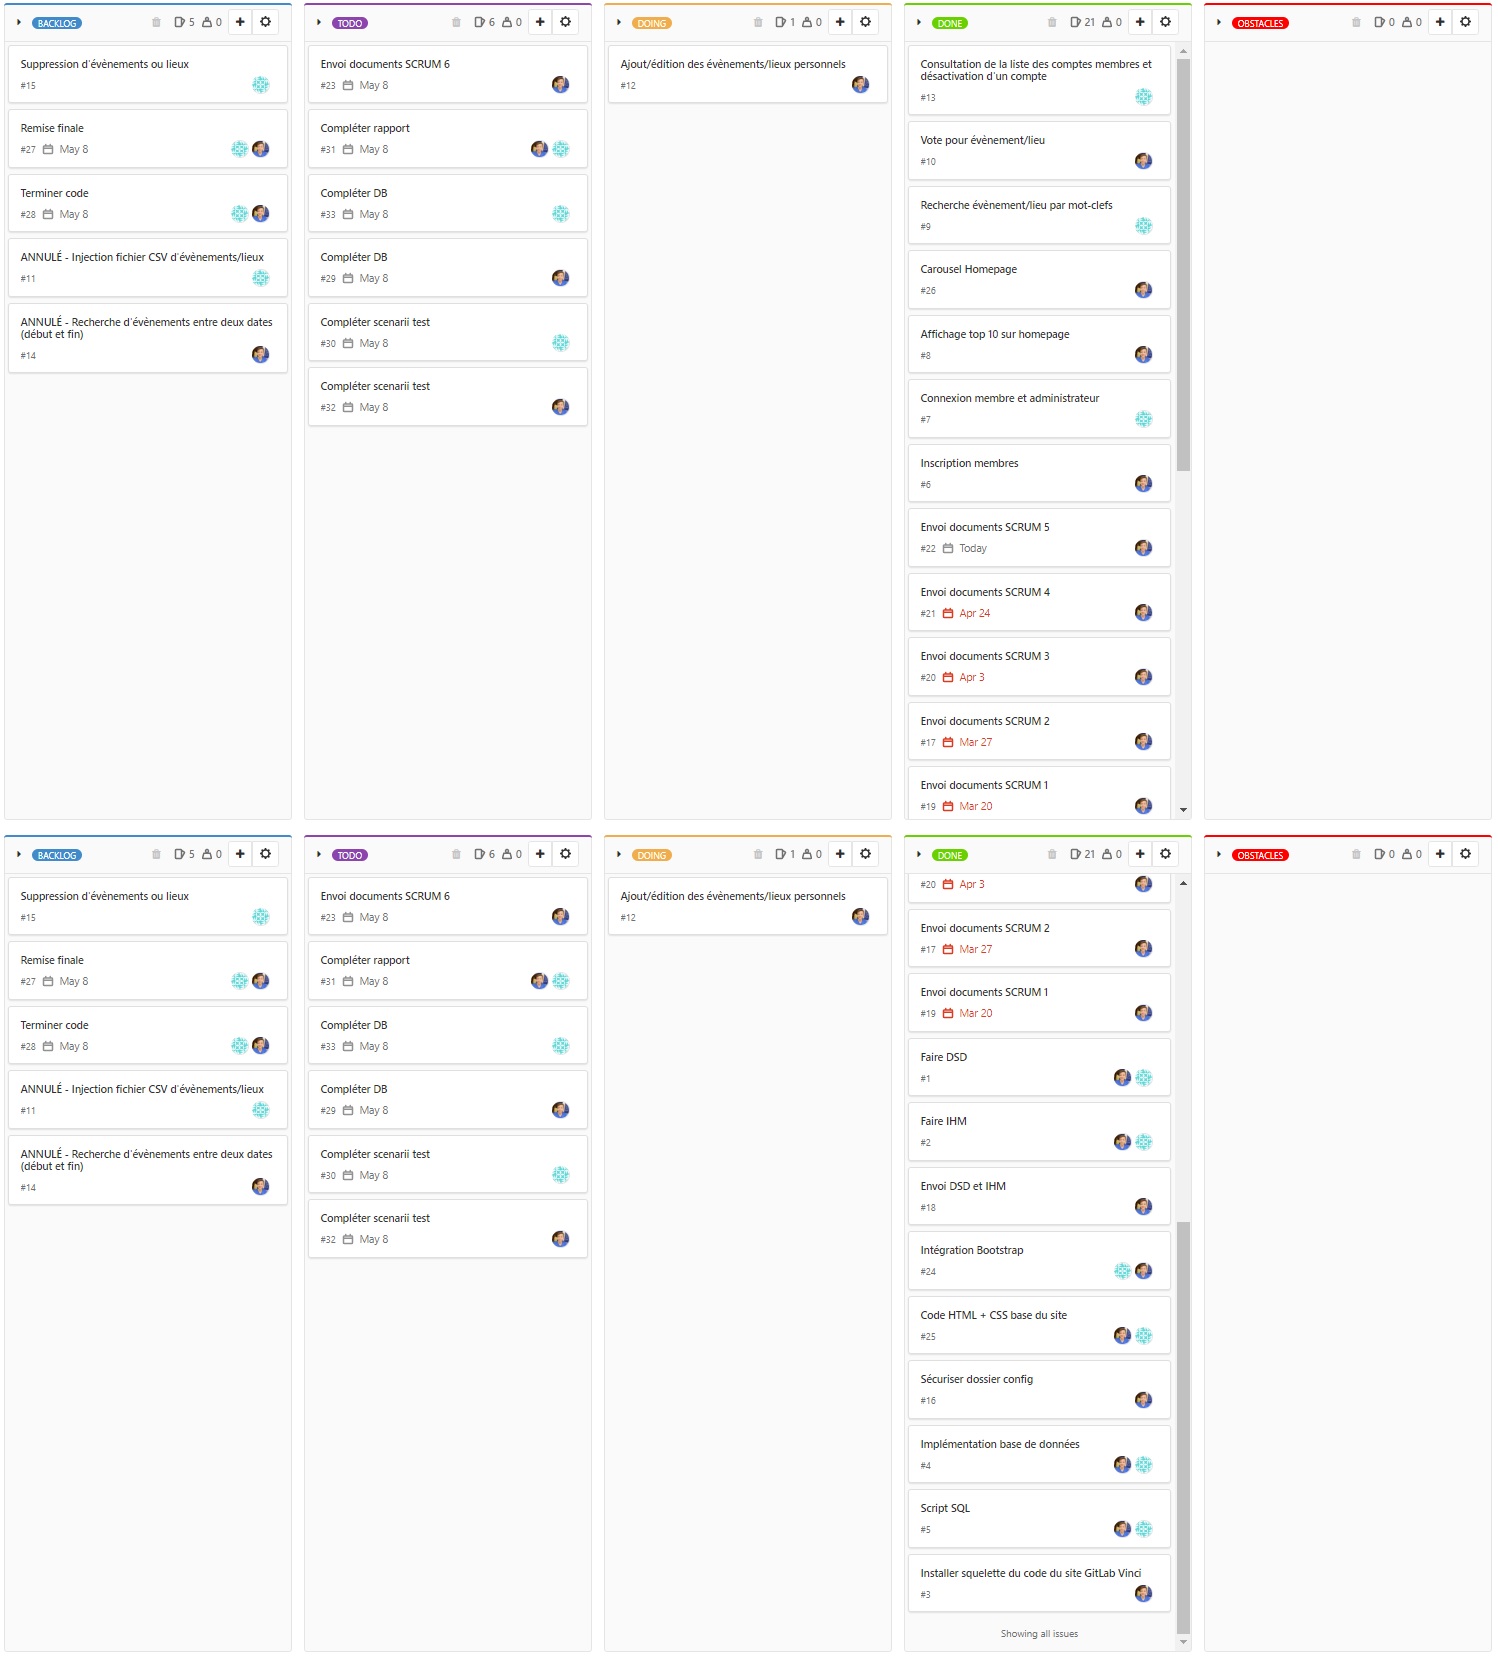 BACKLOG 5 0
Suppression d'évènements ou lieux
#15
Remise finale
#27 May 8
Terminer code
#28 May 8
ANNULÉ - Injection fichier CSV d'évènements/lieux
#11
ANNULÉ - Recherche d'évènements entre deux dates
(début et fin)
#14
TODO 6 0
Envoi documents SCRUM 6
#23 May 8
Compléter rapport
#31 May 8
Compléter DB
#33 May 8
Compléter DB
#29 May 8
Compléter scenarii test
#30 May 8
Compléter scenarii test
#32 May 8
DOING 1 0
Ajout/édition des évènements/lieux personnels
#12
DONE 21 0
Consultation de la liste des comptes membres et
désactivation d'un compte
#13
Vote pour évènement/lieu
#10
Recherche évènement/lieu par mot-clefs
#9
Carousel Homepage
#26
Affichage top 10 sur homepage
#8
Connexion membre et administrateur
#7
Inscription membres
#6
Envoi documents SCRUM 5
#22 Today
Envoi documents SCRUM 4
#21 Apr 24
Envoi documents SCRUM 3
#20 Apr 3
Envoi documents SCRUM 2
#17 Mar 27
Envoi documents SCRUM 1
#19 Mar 20
OBSTACLES 0 0
BACKLOG 5 0
Suppression d'évènements ou lieux
#15
Remise finale
#27 May 8
Terminer code
#28 May 8
ANNULÉ - Injection fichier CSV d'évènements/lieux
#11
ANNULÉ - Recherche d'évènements entre deux dates
(début et fin)
#14
TODO 6 0
Envoi documents SCRUM 6
#23 May 8
Compléter rapport
#31 May 8
Compléter DB
#33 May 8
Compléter DB
#29 May 8
Compléter scenarii test
#30 May 8
Compléter scenarii test
#32 May 8
DOING 1 0
Ajout/édition des évènements/lieux personnels
#12
DONE 21 0
#20 Apr 3
Envoi documents SCRUM 2
#17 Mar 27
Envoi documents SCRUM 1
#19 Mar 20
Faire DSD
#1
Faire IHM
#2
Envoi DSD et IHM
#18
Intégration Bootstrap
#24
Code HTML + CSS base du site
#25
Sécuriser dossier config
#16
Implémentation base de données
#4
Script SQL
#5
Installer squelette du code du site GitLab Vinci
#3
Showing all issues
OBSTACLES 0 0